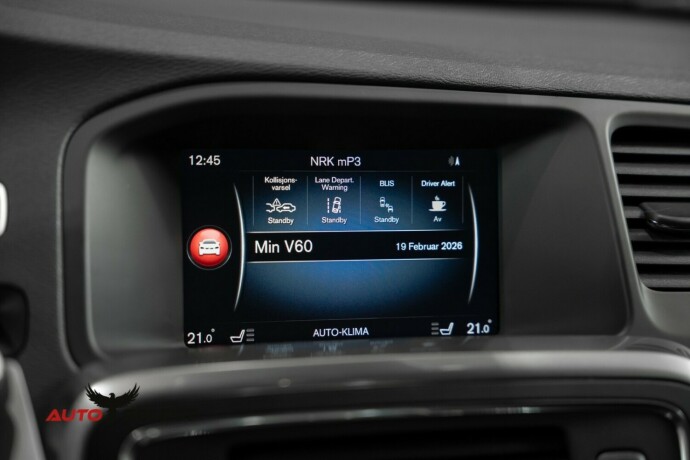 12:45 NRK mP3
Kollisjons-
varsel
Standby
Lane Depart.
Warning
Standby
BLIS
Standby
Driver Alert
Av
Min V60 19 Februar 2026
21.0° AUTO-KLIMA 21.0°
AUTO